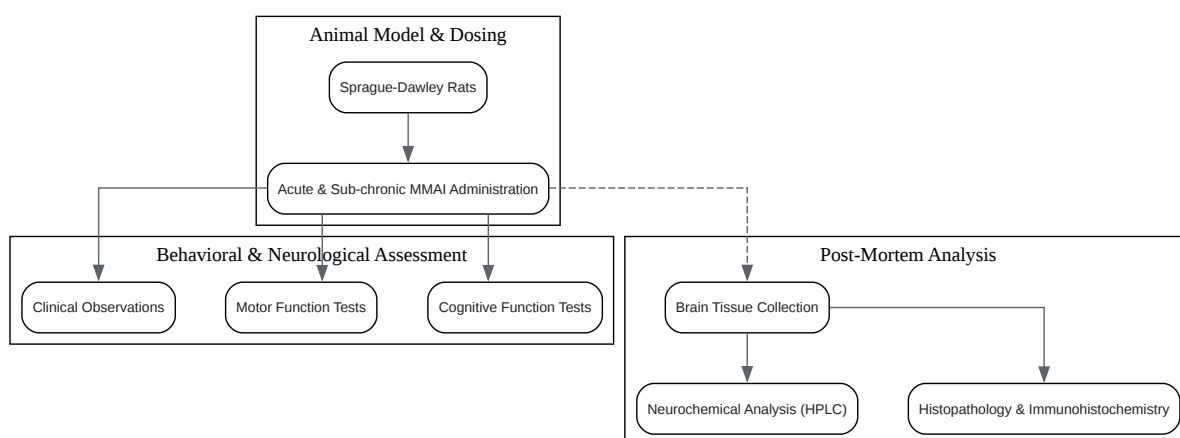 Animal Model & Dosing
Sprague-Dawley Rats
Acute & Sub-chronic MMAI Administration
Behavioral & Neurological Assessment
Clinical Observations
Motor Function Tests
Cognitive Function Tests
Post-Mortem Analysis
Brain Tissue Collection
Neurochemical Analysis (HPLC)
Histopathology & Immunohistochemistry